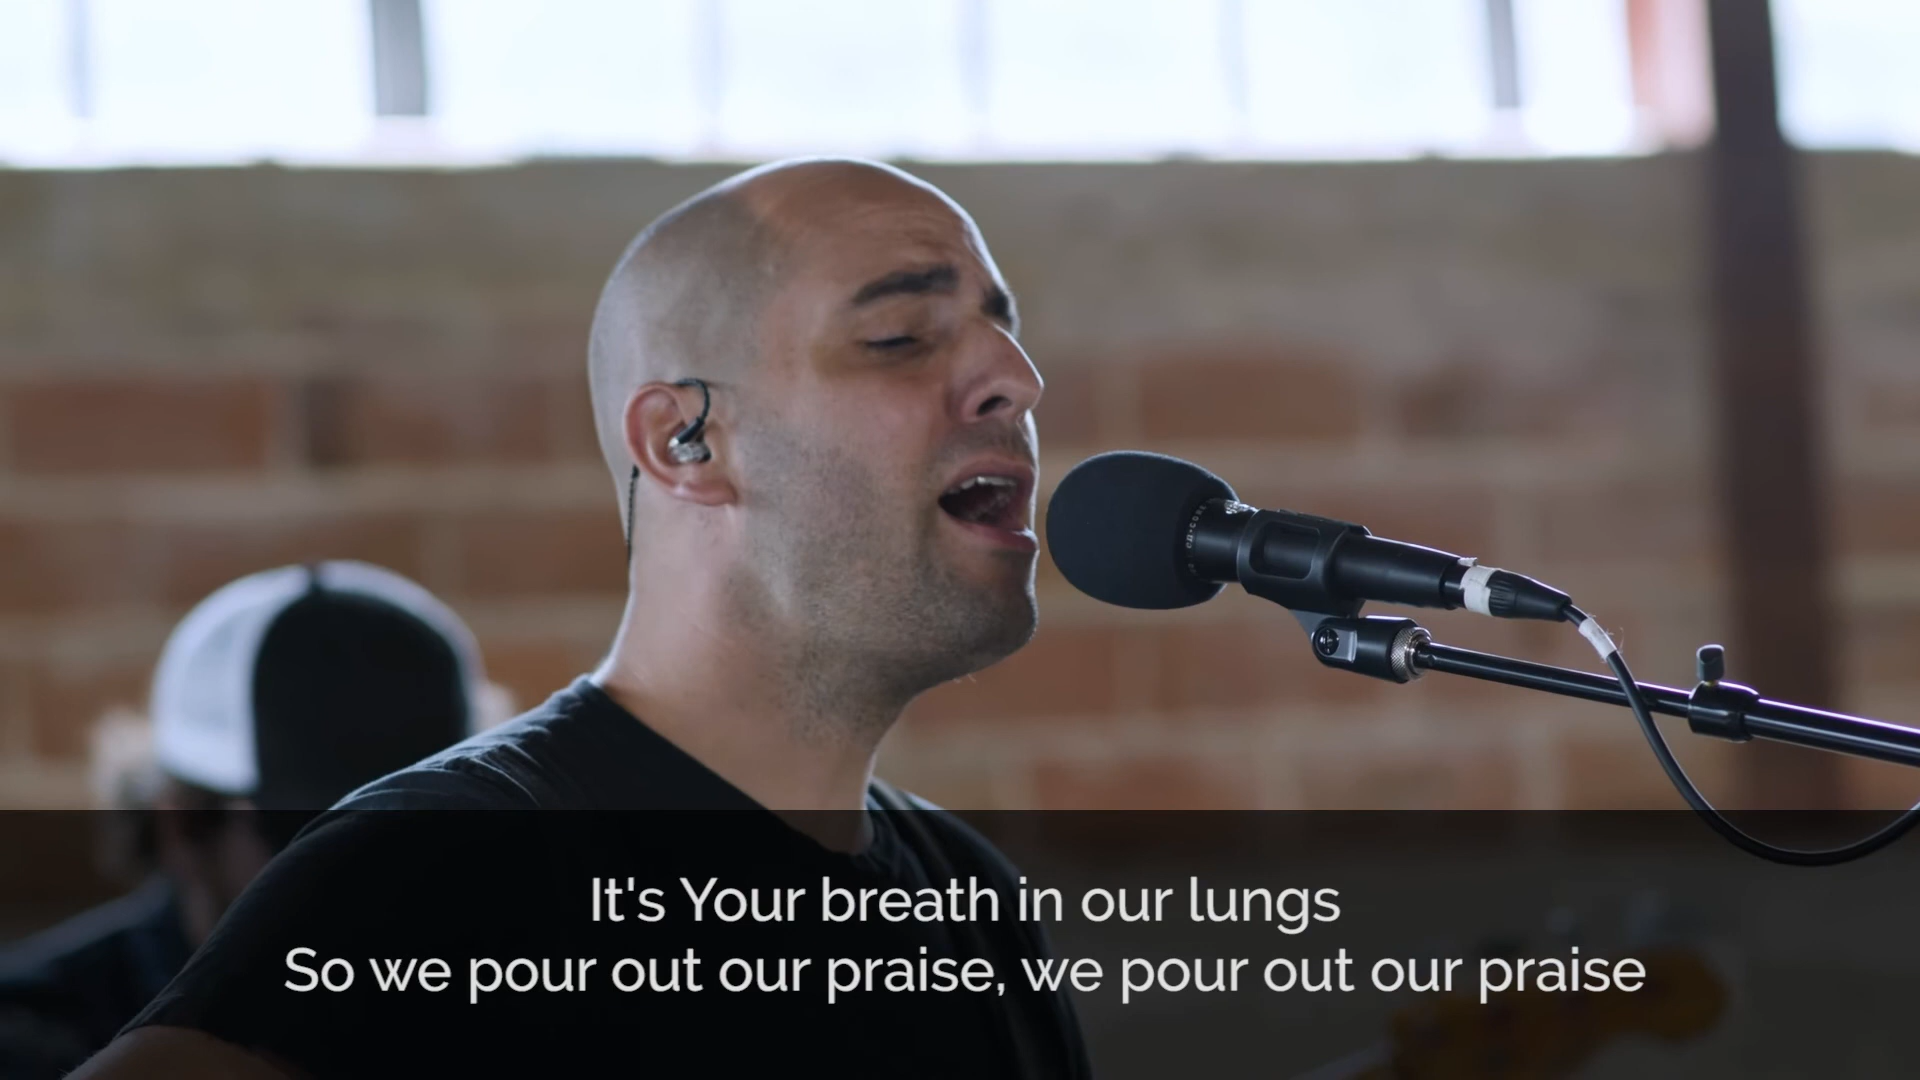 It's Your breath in our lungs
So we pour out our praise, we pour out our praise